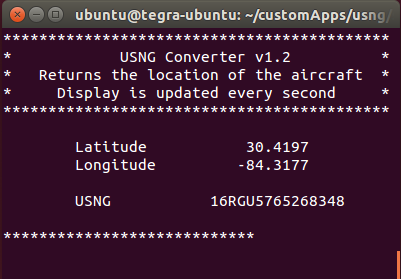 ubuntu@tegra-ubuntu: ~/customApps/usng/
*******************************************
* USNG Converter v1.2 *
* Returns the location of the aircraft *
* Display is updated every second *
*******************************************
Latitude 30.4197
Longitude -84.3177
USNG 16RGU5765268348
****************************